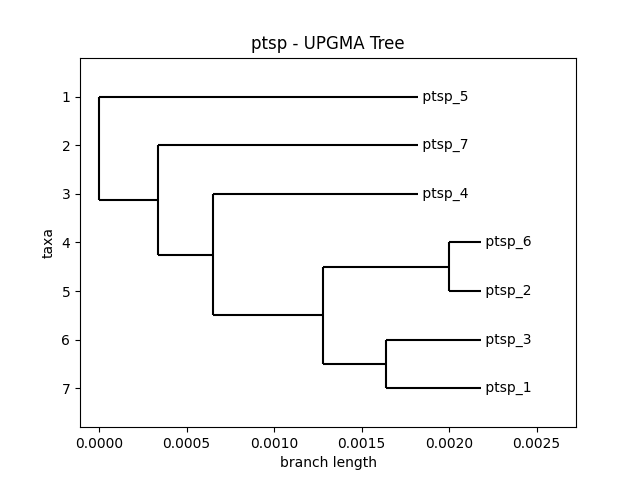 ptsp - UPGMA Tree
1
ptsp_5
2
ptsp_7
3
ptsp_4
4
ptsp_6
taxa
5
ptsp_2
6
ptsp_3
7
ptsp_1
0.0000 0.0005 0.0010 0.0015 0.0020 0.0025
branch length